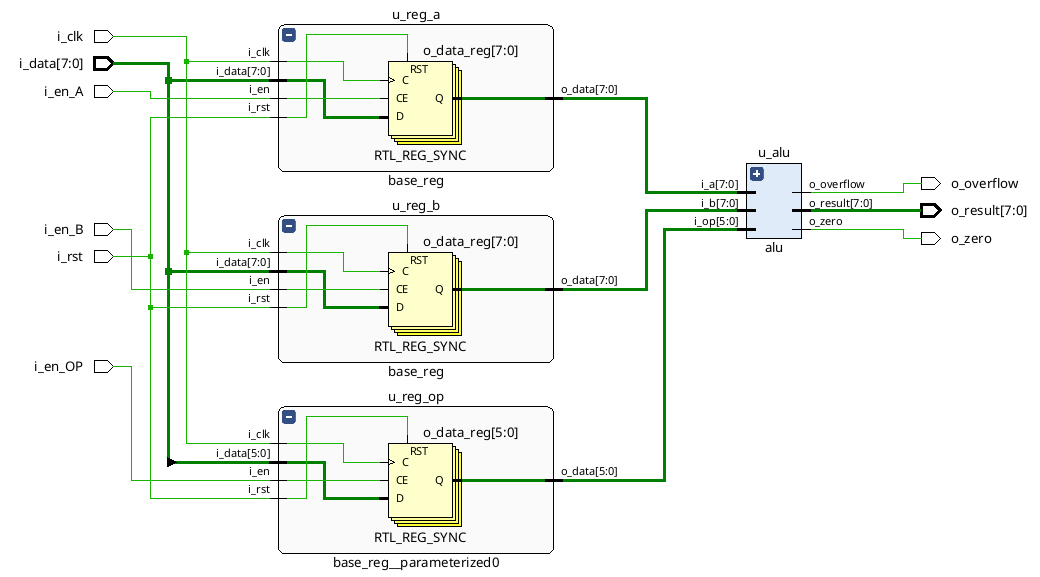 u_reg_a
i_clk
i_data[7:0]
i_en_A
i_clk
i_data[7:0]
i_en
i_rst
o_data_reg[7:0]
RST
C
CE
D
Q
RTL_REG_SYNC
o_data[7:0]
base_reg
u_reg_b
i_en_B
i_rst
i_clk
i_data[7:0]
i_en
i_rst
o_data_reg[7:0]
RST
C
CE
D
Q
RTL_REG_SYNC
o_data[7:0]
base_reg
u_reg_op
i_en_OP
i_clk
i_data[5:0]
i_en
i_rst
o_data_reg[5:0]
RST
C
CE
D
Q
RTL_REG_SYNC
o_data[5:0]
base_reg__parameterized0
u_alu
i_a[7:0]
i_b[7:0]
i_op[5:0]
o_overflow
o_result[7:0]
o_zero
alu
o_overflow
o_result[7:0]
o_zero